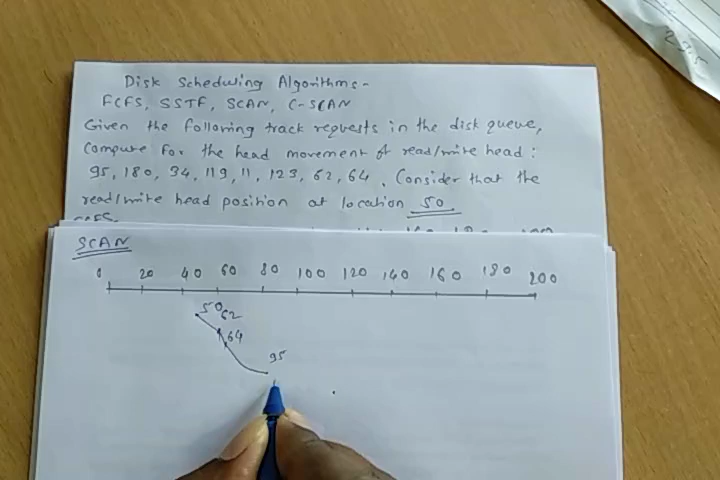 Disk Scheduling Algorithms-
FCFS, SSTF, SCAN, C-SCAN
Given the following track requests in the disk queue,
compute for the head movement of read/write head :
95, 180, 34, 119, 11, 123, 62, 64 . Consider that the
read/write head position at location 50
SCAN
0 20 40 60 80 100 120 140 160 180 200
50 62
64
95